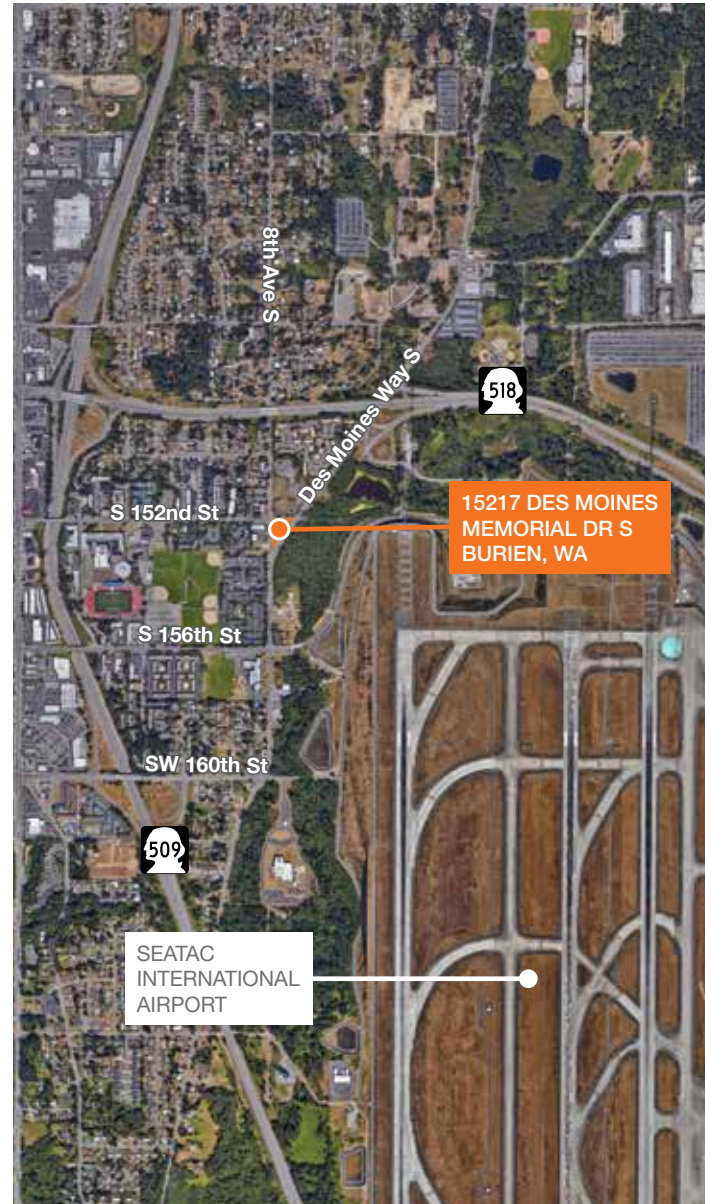 8th Ave S
Des Moines Way S
518
S 152nd St
15217 DES MOINES
MEMORIAL DR S
BURIEN, WA
S 156th St
SW 160th St
509
SEATAC
INTERNATIONAL
AIRPORT